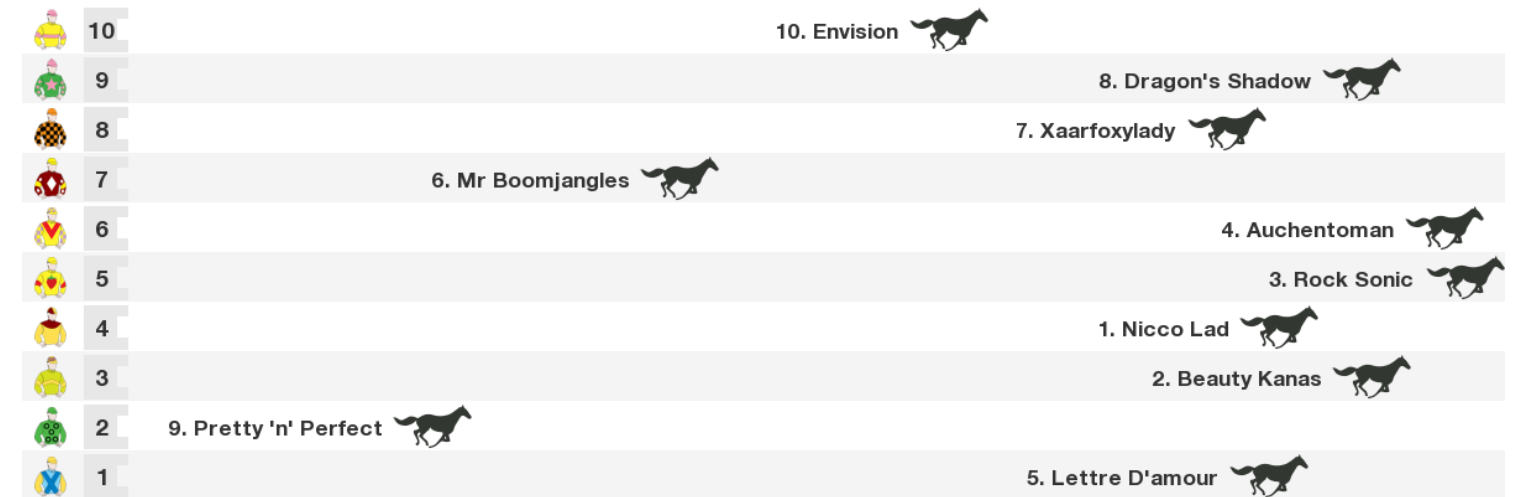 10 10. Envision
9 8. Dragon's Shadow
8 7. Xaarfoxylady
7 6. Mr Boomjangles
6 4. Auchentoman
5 3. Rock Sonic
4 1. Nicco Lad
3 2. Beauty Kanas
2 9. Pretty 'n' Perfect
1 5. Lettre D'amour